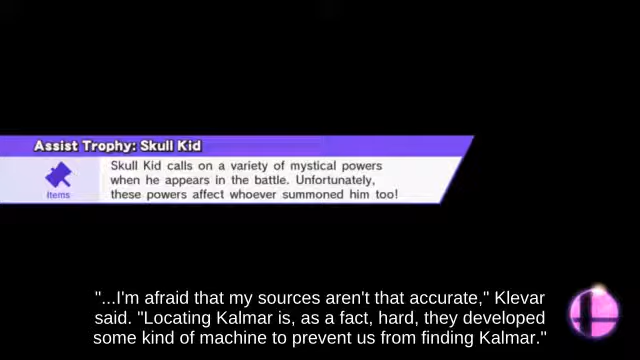 Assist Trophy: Skull Kid
Skull Kid calls on a variety of mystical powers
when he appears in the battle. Unfortunately,
these powers affect whoever summoned him too!
Items
"...I'm afraid that my sources aren't that accurate," Klevar
said. "Locating Kalmar is, as a fact, hard, they developed
some kind of machine to prevent us from finding Kalmar."